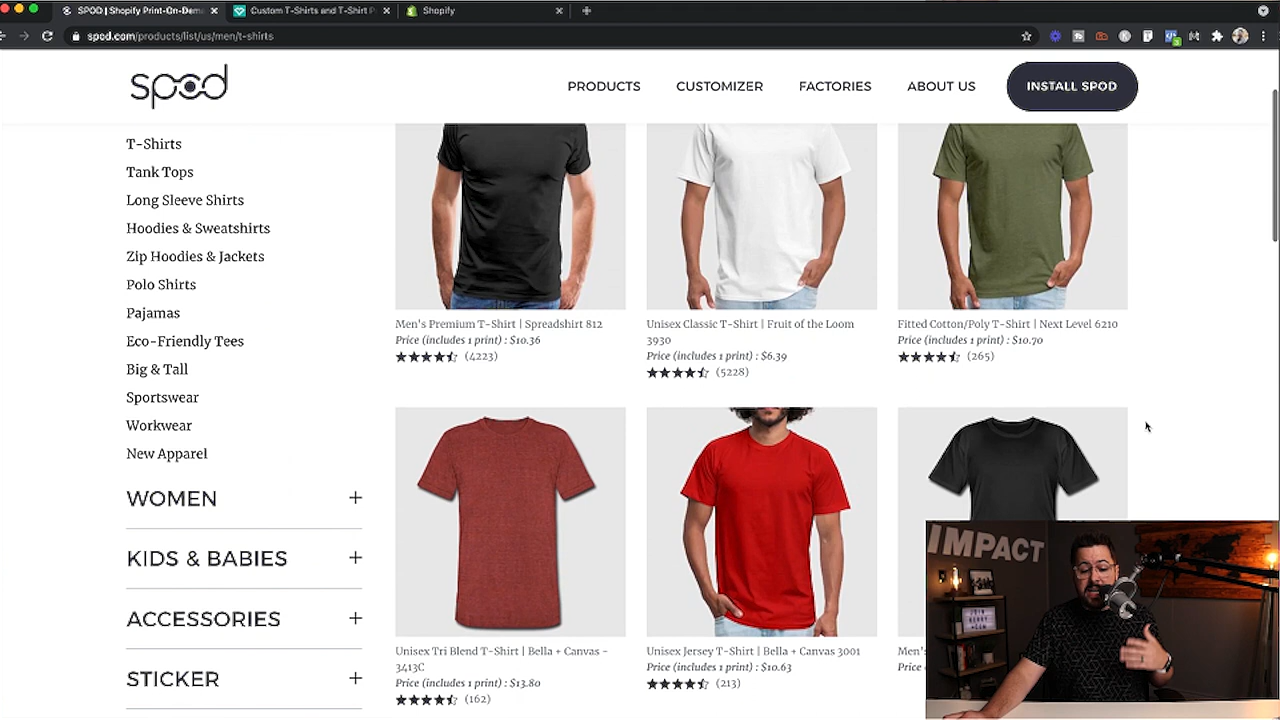 SPOD | Shopify Print-On-Dem
Custom T-Shirts and T-Shirt P
Shopify
spod.com/products/list/us/men/t-shirts
spod
PRODUCTS
CUSTOMIZER
FACTORIES
ABOUT US
INSTALL SPOD
T-Shirts
Tank Tops
Long Sleeve Shirts
Hoodies & Sweatshirts
Zip Hoodies & Jackets
Polo Shirts
Pajamas
Eco-Friendly Tees
Big & Tall
Sportswear
Workwear
New Apparel
WOMEN +
KIDS & BABIES +
ACCESSORIES +
STICKER +
Men's Premium T-Shirt | Spreadshirt 812
Price (includes 1 print) : $10.36
(4223)
Unisex Classic T-Shirt | Fruit of the Loom
3930
Price (includes 1 print) : $6.39
(5228)
Fitted Cotton/Poly T-Shirt | Next Level 6210
Price (includes 1 print) : $10.70
(265)
Unisex Tri Blend T-Shirt | Bella + Canvas -
3413C
Price (includes 1 print) : $13.80
(162)
Unisex Jersey T-Shirt | Bella + Canvas 3001
Price (includes 1 print) : $10.63
(213)
Men's
Price
IMPACT